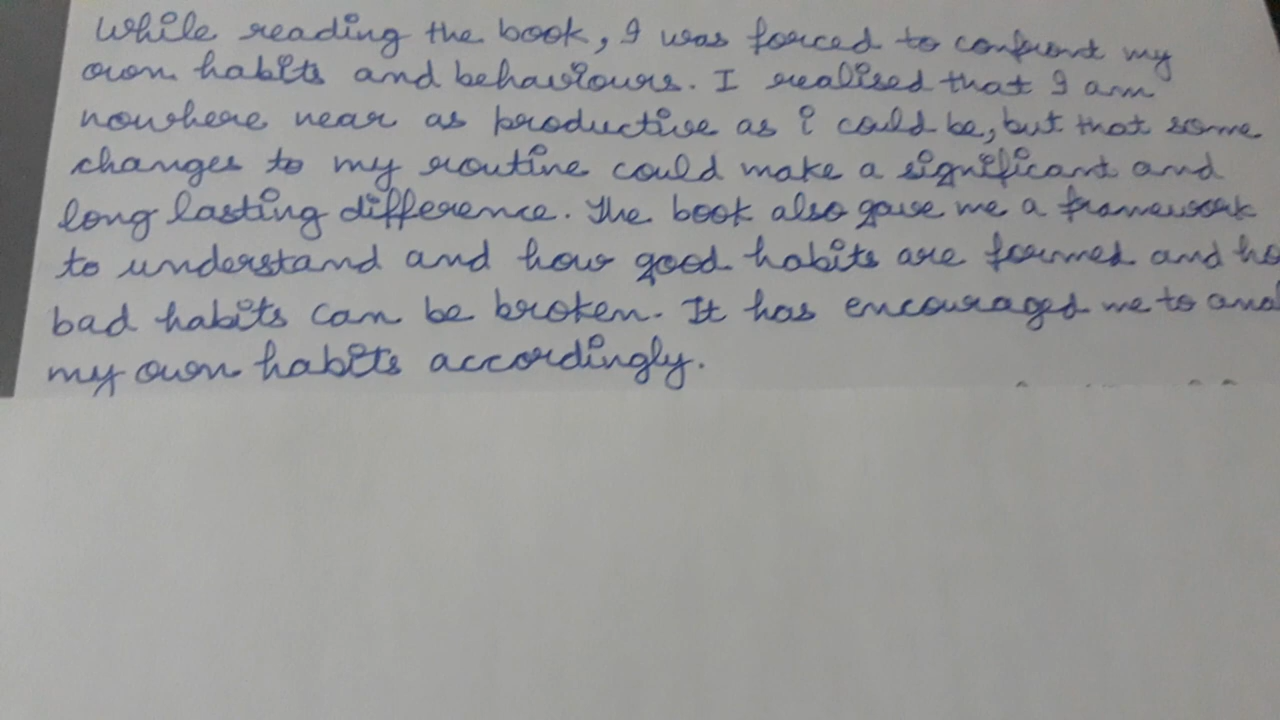 While reading the book, I was forced to confront my
own habits and behaviours. I realised that I am
nowhere near as productive as i could be, but that some
changes to my routine could make a significant and
long lasting difference. The book also gave me a framework
to understand and how good habits are formed and ho
bad habits can be broken. It has encouraged me to and
my own habits accordingly.